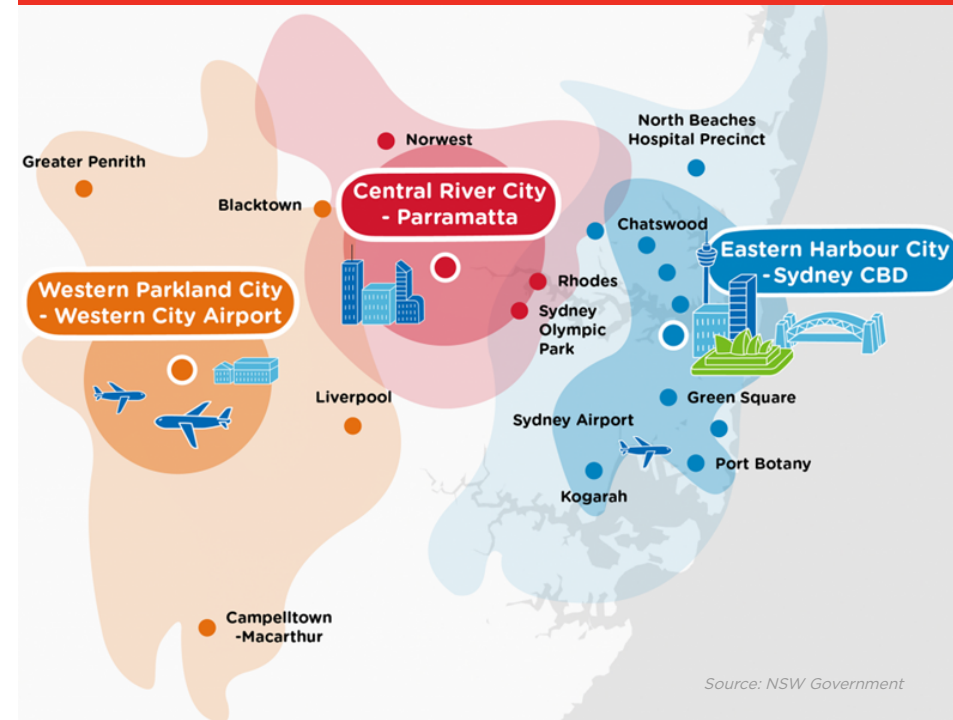 North Beaches
Hospital Precinct
Norwest
Greater Penrith
Central River City
- Parramatta
Blacktown
Chatswood
Eastern Harbour City
-Sydney CBD
Western Parkland City
- Western City Airport
Rhodes
Sydney
Olympic
Park
Liverpool
Green Square
Sydney Airport
Port Botany
Kogarah
Campelltown
-Macarthur
Source: NSW Government